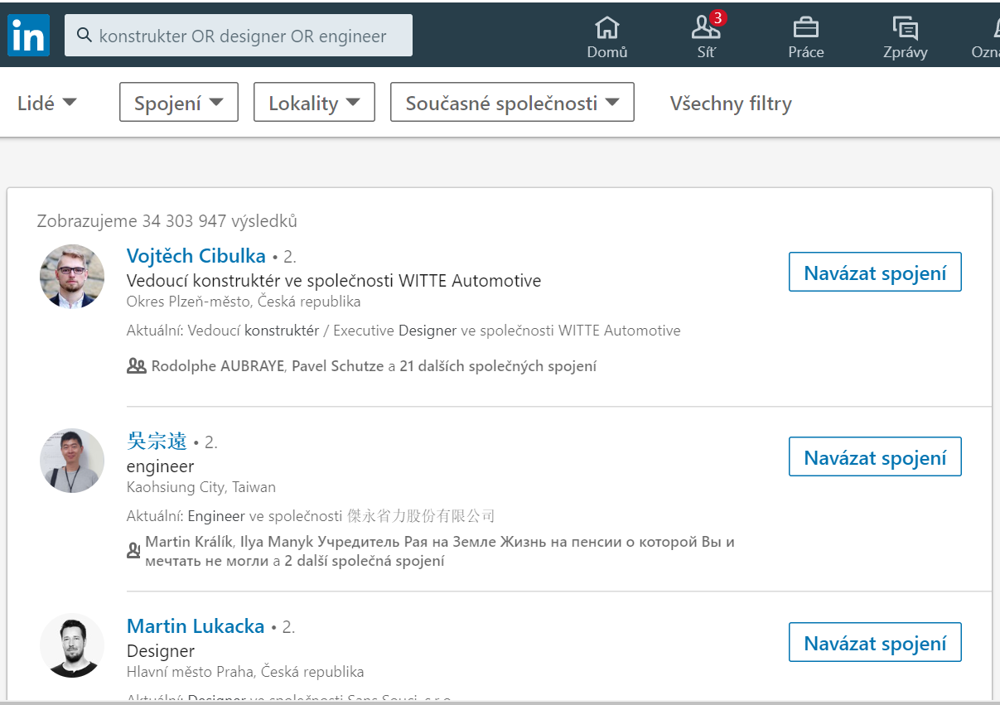 in
konstrukter OR designer OR engineer
Domů
3
Síť
Práce
Zprávy
Ozna
Lidé
Spojení
Lokality
Současné společnosti
Všechny filtry
Zobrazujeme 34 303 947 výsledků
Vojtěch Cibulka • 2.
Navázat spojení
Vedoucí konstruktér ve společnosti WITTE Automotive
Okres Plzeň-město, Česká republika
Aktuální: Vedoucí konstruktér / Executive Designer ve společnosti WITTE Automotive
Rodolphe AUBRAYE, Pavel Schutze a 21 dalších společných spojení
吳宗遠 • 2.
Navázat spojení
engineer
Kaohsiung City, Taiwan
Aktuální: Engineer ve společnosti 傑永省力股份有限公司
Martin Králík, Ilya Manyk Учредитель Рая на Земле Жизнь на пенсии о которой Вы и
мечтать не могли a 2 další společná spojení
Martin Lukacka • 2.
Navázat spojení
Designer
Hlavní město Praha, Česká republika
Aktuální: Designer ve společnosti Sans Souci, s.r.o.